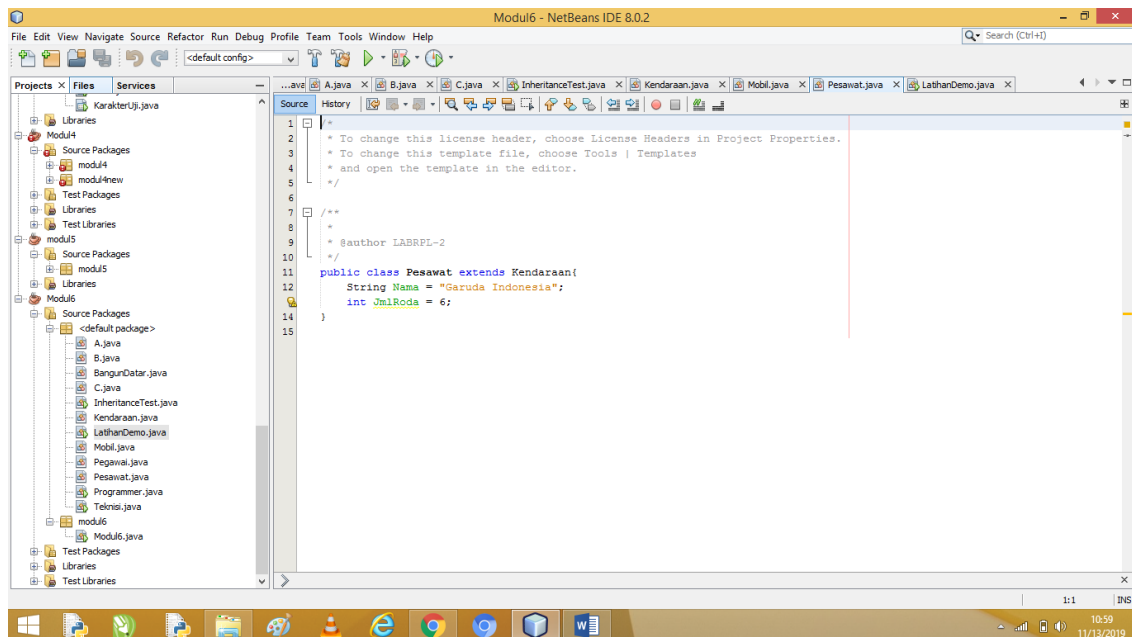 Modul6 - NetBeans IDE 8.0.2
File Edit View Navigate Source Refactor Run Debug Profile Team Tools Window Help
Search (Ctrl+I)
<default config>
Projects Files Services
...ava A.java B.java C.java InheritanceTest.java Kendaraan.java Mobil.java Pesawat.java LatihanDemo.java
Source History
KarakterUji.java
Libraries
Modul4
Source Packages
modul4
modul4new
Test Packages
Libraries
Test Libraries
modul5
Source Packages
modul5
Libraries
Modul6
Source Packages
<default package>
A.java
B.java
BangunDatar.java
C.java
InheritanceTest.java
Kendaraan.java
LatihanDemo.java
Mobil.java
Pegawai.java
Pesawat.java
Programmer.java
Teknisi.java
modul6
Modul6.java
Test Packages
Libraries
Test Libraries
1 /*
2 * To change this license header, choose License Headers in Project Properties.
3 * To change this template file, choose Tools | Templates
4 * and open the template in the editor.
5 */
6
7 /**
8 *
9 * @author LABRPL-2
10 */
11 public class Pesawat extends Kendaraan{
12 String Nama = "Garuda Indonesia";
int JmlRoda = 6;
14 }
15
1:1 INS
10:59
11/13/2019